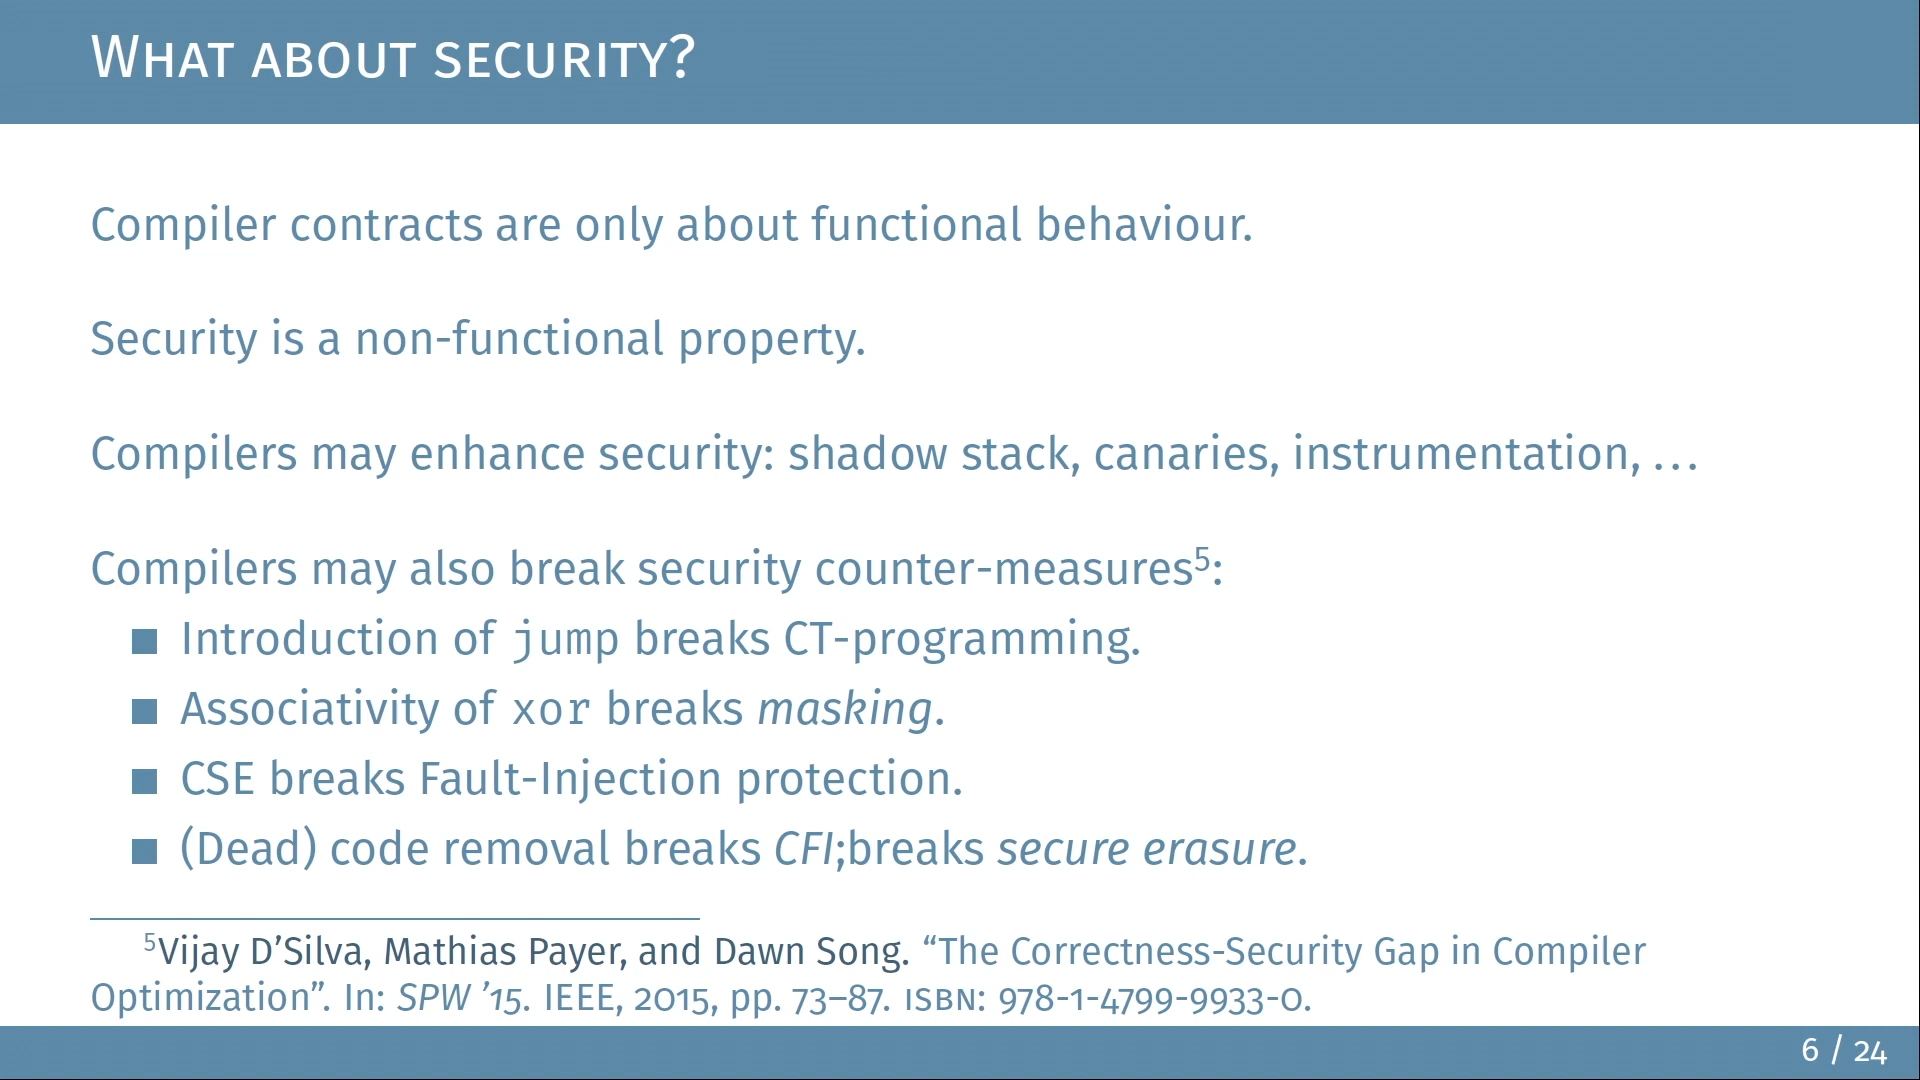 What about security?
Compiler contracts are only about functional behaviour.
Security is a non-functional property.
Compilers may enhance security: shadow stack, canaries, instrumentation, …
Compilers may also break security counter-measures⁵:
■ Introduction of jump breaks CT-programming.
■ Associativity of xor breaks masking.
■ CSE breaks Fault-Injection protection.
■ (Dead) code removal breaks CFI;breaks secure erasure.
⁵Vijay D’Silva, Mathias Payer, and Dawn Song. “The Correctness-Security Gap in Compiler
Optimization”. In: SPW ’15. IEEE, 2015, pp. 73–87. ISBN: 978-1-4799-9933-0.
6 / 24